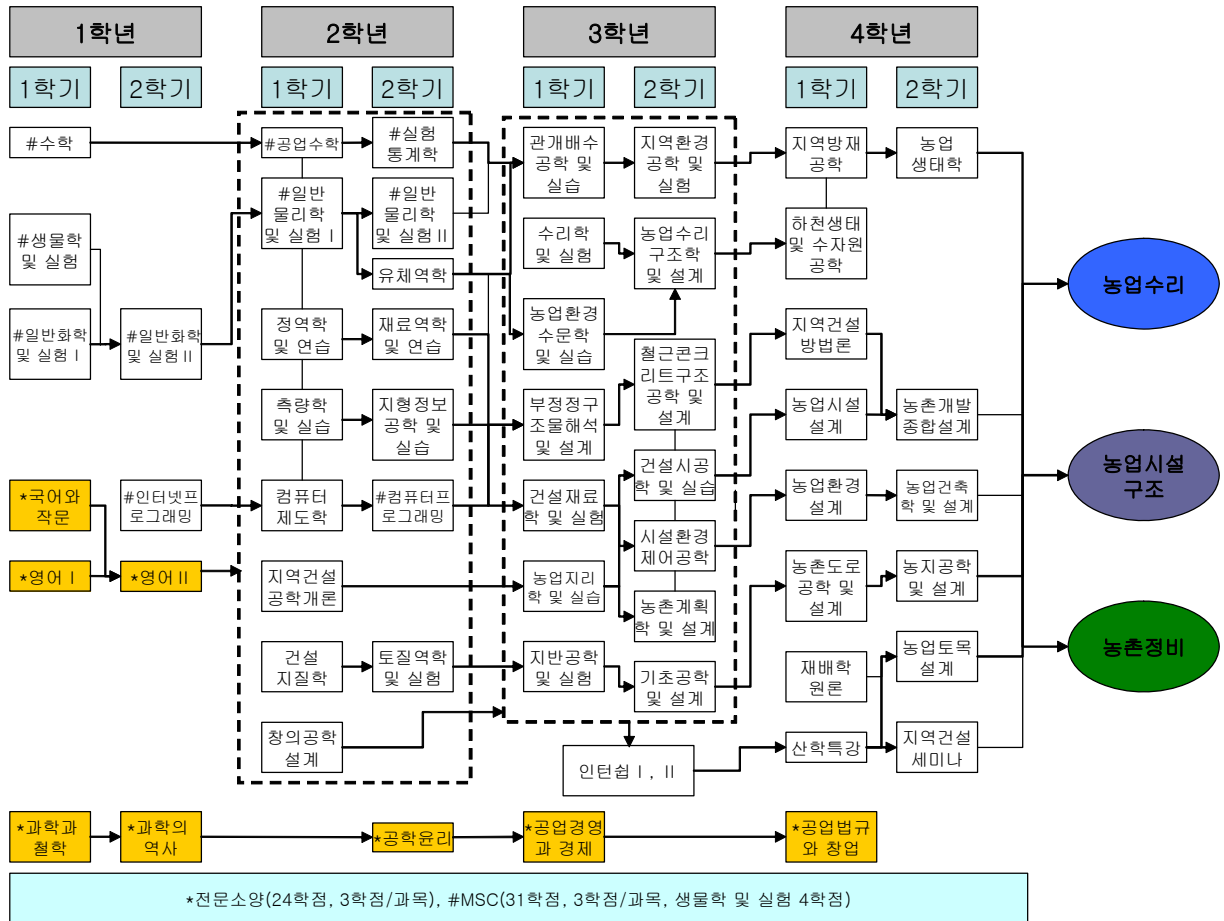 1학년
2학년
3학년
4학년
1학기
2학기
1학기
2학기
1학기
2학기
1학기
2학기
#수학
#생물학
및 실험
#일반화학
및 실험Ⅰ
*국어와
작문
*영어Ⅰ
*과학과
철학
#일반화학
및 실험Ⅱ
#인터넷프
로그래밍
*영어Ⅱ
*과학의
역사
#공업수학
#일반
물리학
및 실험Ⅰ
정역학
및 연습
측량학
및 실습
컴퓨터
제도학
지역건설
공학개론
건설
지질학
창의공학
설계
#실험
통계학
#일반
물리학
및 실험Ⅱ
유체역학
재료역학
및 연습
지형정보
공학 및
실습
#컴퓨터프
로그래밍
토질역학
및 실험
*공학윤리
관개배수
공학 및
실습
수리학
및 실험
농업환경
수문학
및 실습
부정정구
조물해석
및 설계
건설재료
학 및 실험
농업지리
학 및 실습
지반공학
및 실험
*공업경영
과 경제
지역환경
공학 및
실험
농업수리
구조학
및 설계
철근콘크
리트구조
공학 및
설계
건설시공
학 및 실습
시설환경
제어공학
농촌계획
학 및 설계
기초공학
및 설계
인턴쉽Ⅰ, Ⅱ
지역방재
공학
하천생태
및 수자원
공학
지역건설
방법론
농업시설
설계
농업환경
설계
농촌도로
공학 및
설계
재배학
원론
산학특강
*공업법규
와 창업
농업
생태학
농촌개발
종합설계
농업건축
학 및 설계
농지공학
및 설계
농업토목
설계
지역건설
세미나
농업수리
농업시설
구조
농촌정비
*전문소양(24학점, 3학점/과목), #MSC(31학점, 3학점/과목, 생물학 및 실험 4학점)